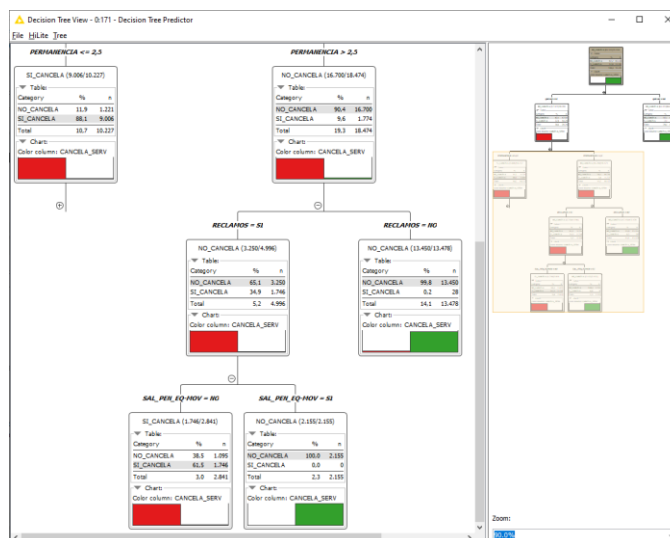 Decision Tree View - 0:171 - Decision Tree Predictor
File HiLite Tree
PERMANENCIA <= 2,5
PERMANENCIA > 2,5
SI_CANCELA (9.006/10.227)
Table:
Category % n
NO_CANCELA 11,9 1.221
SI_CANCELA 88,1 9.006
Total 10,7 10.227
Chart:
Color column: CANCELA_SERV
NO_CANCELA (16.700/18.474)
Table:
Category % n
NO_CANCELA 90,4 16.700
SI_CANCELA 9,6 1.774
Total 19,3 18.474
Chart:
Color column: CANCELA_SERV
RECLAMOS = SI
RECLAMOS = NO
NO_CANCELA (3.250/4.996)
Table:
Category % n
NO_CANCELA 65,1 3.250
SI_CANCELA 34,9 1.746
Total 5,2 4.996
Chart:
Color column: CANCELA_SERV
NO_CANCELA (13.450/13.478)
Table:
Category % n
NO_CANCELA 99,8 13.450
SI_CANCELA 0,2 28
Total 14,1 13.478
Chart:
Color column: CANCELA_SERV
SAL_PEN_EQ-MOV = NO
SAL_PEN_EQ-MOV = SI
SI_CANCELA (1.746/2.841)
Table:
Category % n
NO_CANCELA 38,5 1.095
SI_CANCELA 61,5 1.746
Total 3,0 2.841
Chart:
Color column: CANCELA_SERV
NO_CANCELA (2.155/2.155)
Table:
Category % n
NO_CANCELA 100,0 2.155
SI_CANCELA 0,0 0
Total 2,3 2.155
Chart:
Color column: CANCELA_SERV
Zoom:
80.0%